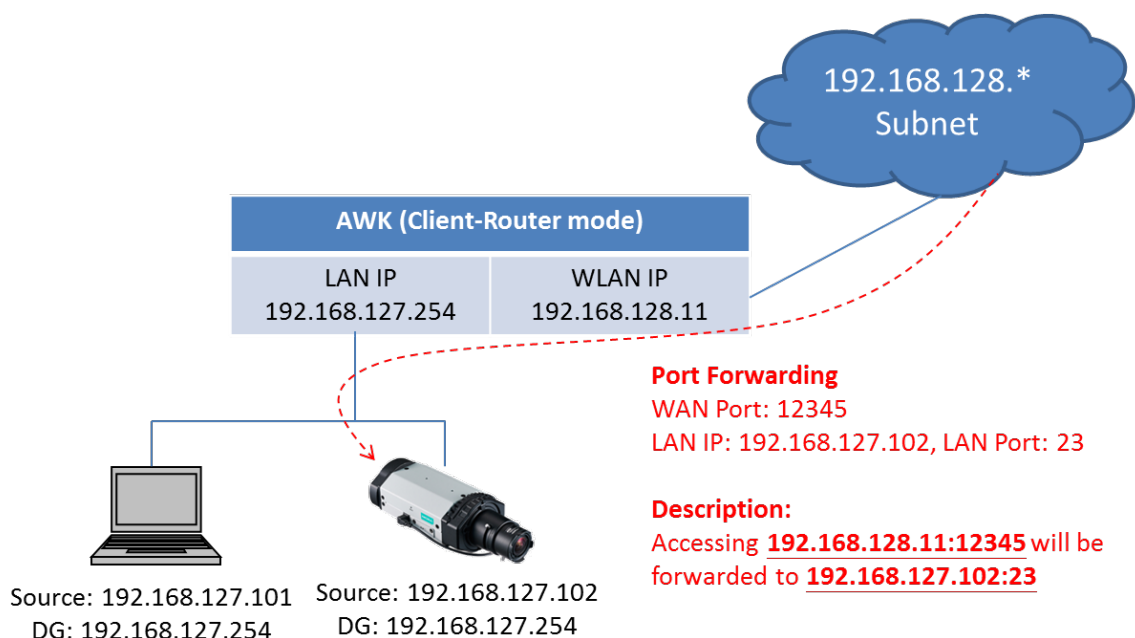 192.168.128.*
Subnet
AWK (Client-Router mode)
LAN IP
192.168.127.254
WLAN IP
192.168.128.11
Port Forwarding
WAN Port: 12345
LAN IP: 192.168.127.102, LAN Port: 23
Description:
Accessing 192.168.128.11:12345 will be
forwarded to 192.168.127.102:23
Source: 192.168.127.101
DG: 192.168.127.254
Source: 192.168.127.102
DG: 192.168.127.254